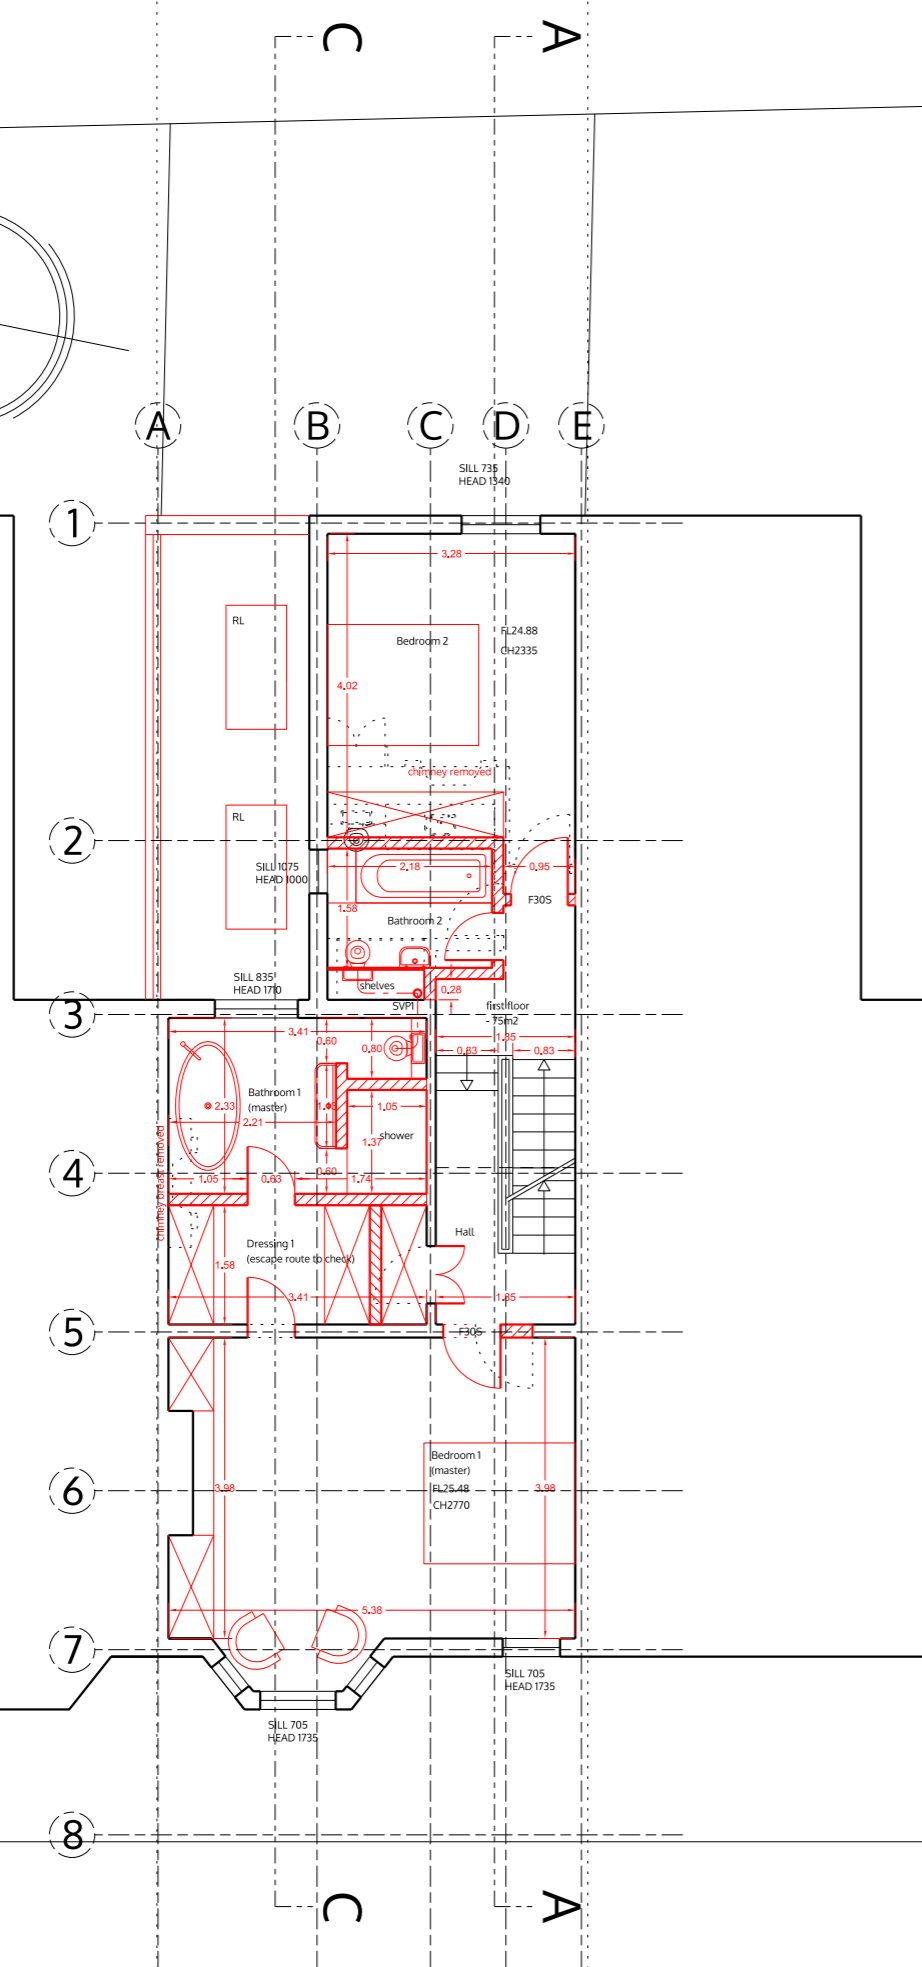 C
A
A
B
C
D
E
SILL 735
HEAD 1340
1
3.28
RL
Bedroom 2
FL24.88
CH2335
4.02
chimney removed
RL
2
SILL 1075
HEAD 1000
2.18
0.95
F30S
1.58
Bathroom 2
SILL 835
HEAD 1710
shelves
0.28
SVP1
first floor
- 75m2
3
3.41
0.60
0.80
1.85
0.83
0.83
Bathroom 1
(master)
2.33
2.21
1.05
shower
1.37
chimney breast removed
4
1.05
0.63
0.60
1.74
Hall
Dressing 1
(escape route to check)
1.58
3.41
1.85
5
F30S
Bedroom 1
(master)
FL25.48
CH2770
6
3.98
3.98
5.38
7
SILL 705
HEAD 1735
SILL 705
HEAD 1735
8
C
A